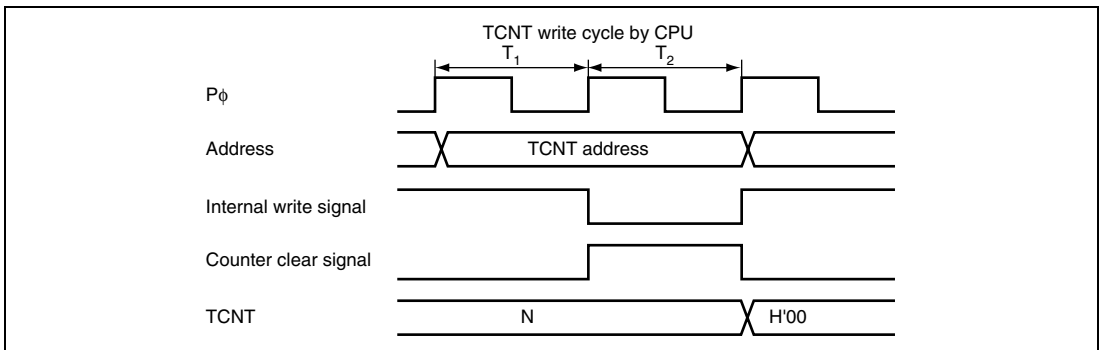 TCNT write cycle by CPU
T1 T2
Pφ
Address TCNT address
Internal write signal
Counter clear signal
TCNT N H'00